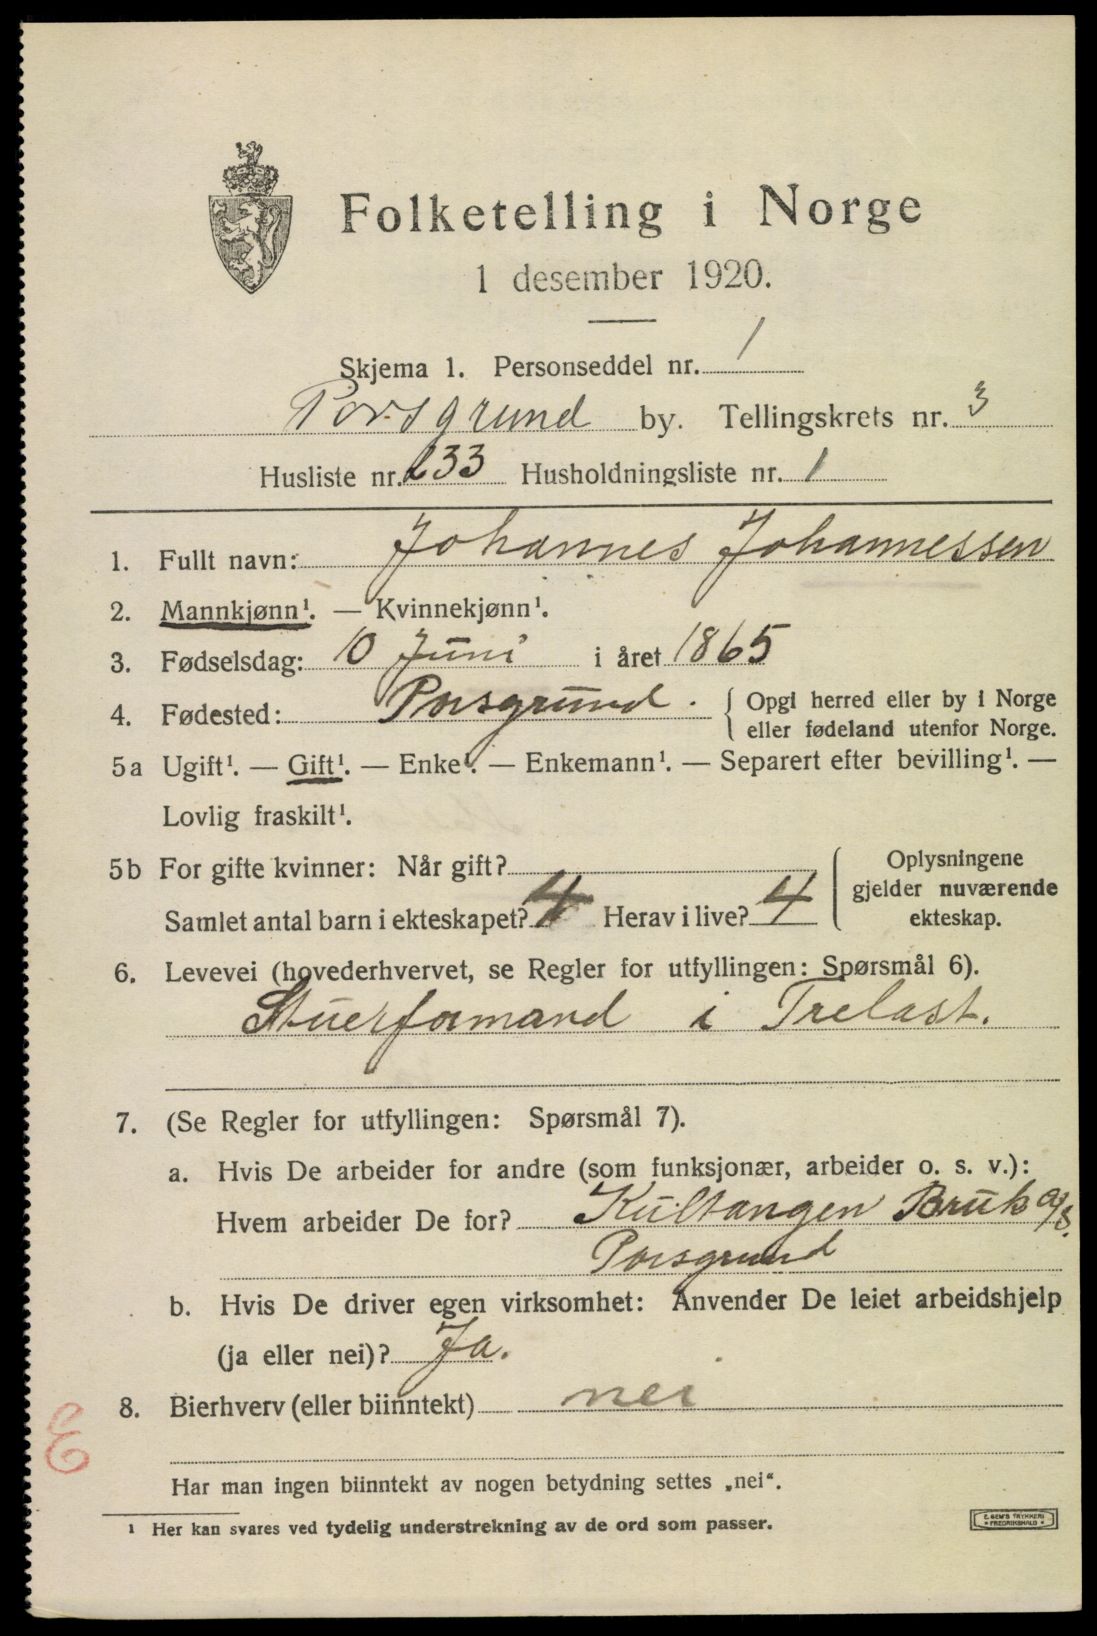 Folketelling i Norge
1 desember 1920.
Skjema 1. Personseddel nr. 1
Porsgrund by. Tellingskrets nr. 3
Husliste nr. 233 Husholdningsliste nr. 1
1. Fullt navn: Johannes Johannessen
2. Mannkjønn¹. — Kvinnekjønn¹.
3. Fødselsdag: 10 Juni i året 1865
4. Fødested: Porsgrund. { Opgi herred eller by i Norge
eller fødeland utenfor Norge.
5a Ugift¹. — Gift¹. — Enke¹. — Enkemann¹. — Separert efter bevilling¹. —
Lovlig fraskilt¹.
5b For gifte kvinner: Når gift?
Samlet antal barn i ekteskapet? 4 Herav i live? 4
Oplysningene
gjelder nuværende
ekteskap.
6. Levevei (hovederhvervet, se Regler for utfyllingen: Spørsmål 6).
Stuerformand i Trelast.
7. (Se Regler for utfyllingen: Spørsmål 7).
a. Hvis De arbeider for andre (som funksjonær, arbeider o. s. v.):
Hvem arbeider De for? Kultangen Bruk a/s.
Porsgrund
b. Hvis De driver egen virksomhet: Anvender De leiet arbeidshjelp
(ja eller nei)? Ja.
8. Bierhverv (eller biinntekt) nei
Har man ingen biinntekt av nogen betydning settes „nei“.
¹ Her kan svares ved tydelig understrekning av de ord som passer.
E. SEM'S TRYKKERI
FREDRIKSHALD